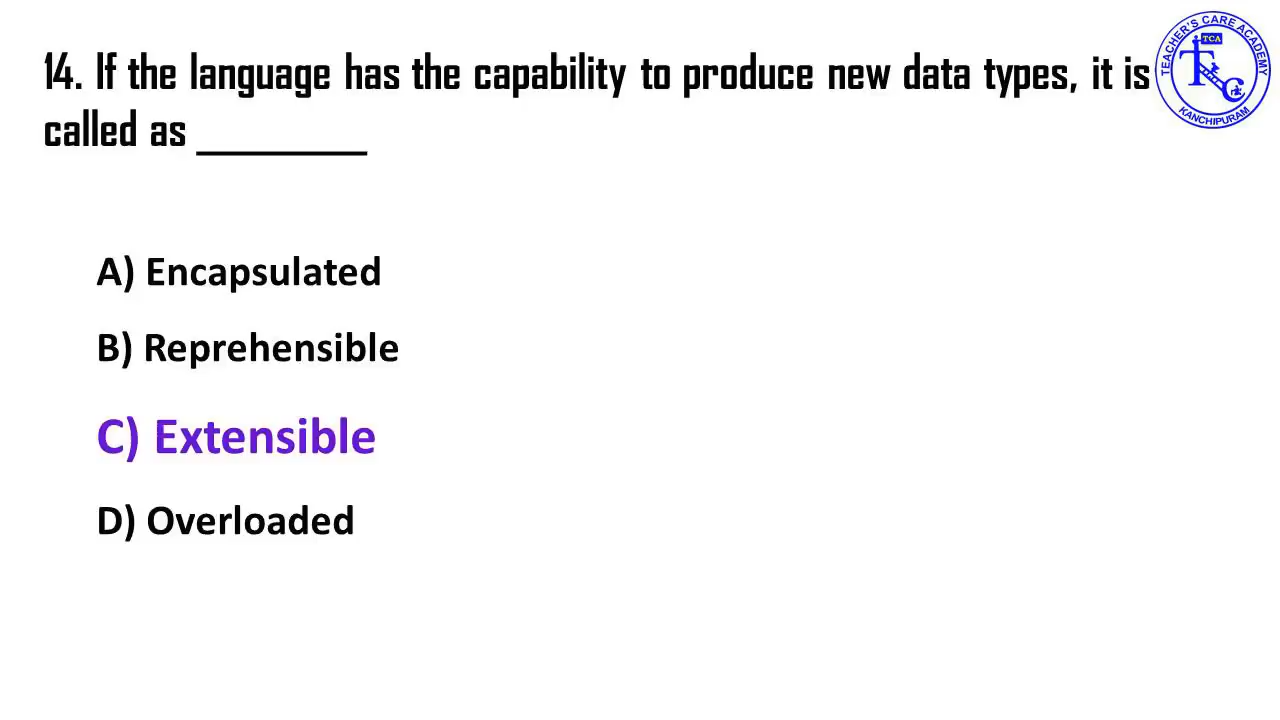 14. If the language has the capability to produce new data types, it is
called as ________
A) Encapsulated
B) Reprehensible
C) Extensible
D) Overloaded
TEACHER'S CARE ACADEMY
TCA
KANCHIPURAM